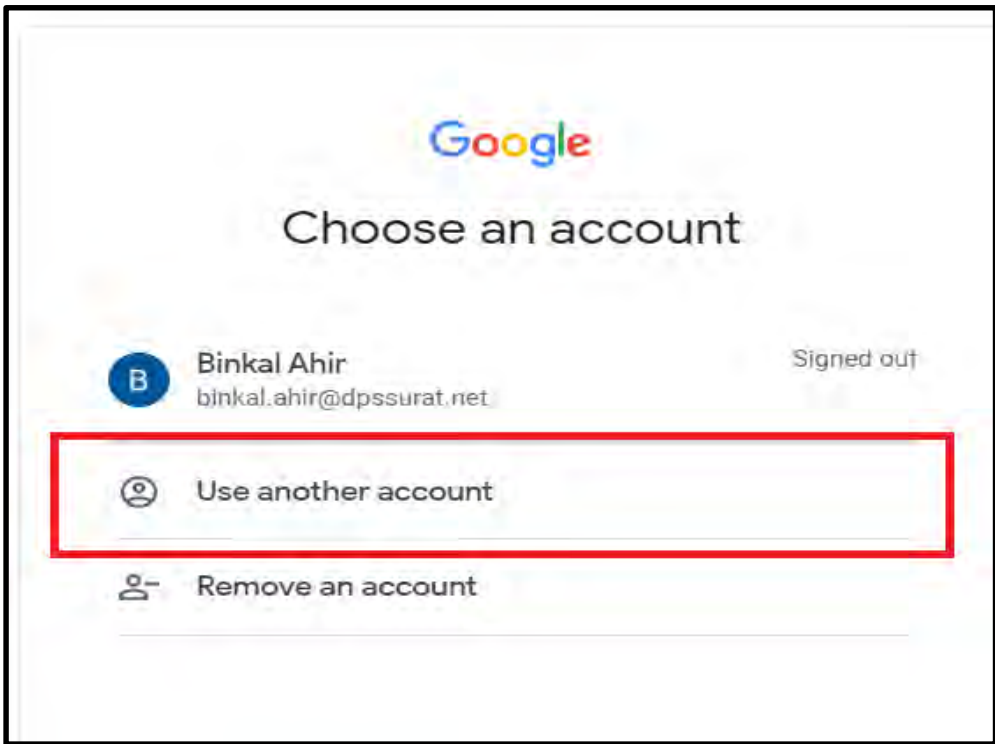 Google
Choose an account
B
Binkal Ahir
Signed out
binkal.ahir@dpssurat.net
Use another account
Remove an account